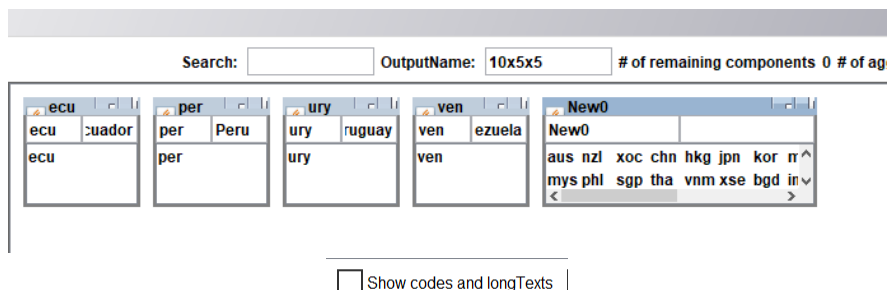 Search: OutputName: 10x5x5 # of remaining components 0 # of ag
ecu per ury ven New0
ecu cuador per Peru ury ruguay ven ezuela New0
ecu per ury ven aus nzl xoc chn hkg jpn kor
mys phl sgp tha vnm xse bgd
Show codes and longTexts